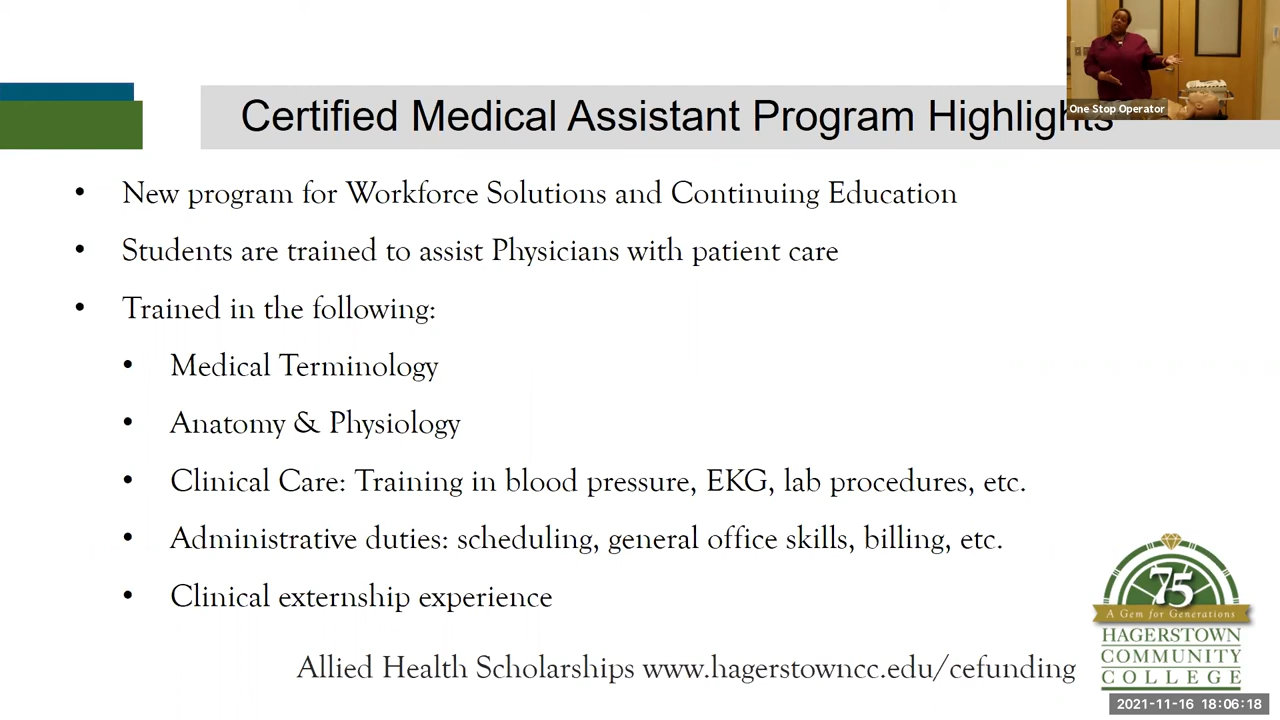 Certified Medical Assistant Program Highlights
One Stop Operator
• New program for Workforce Solutions and Continuing Education
• Students are trained to assist Physicians with patient care
• Trained in the following:
• Medical Terminology
• Anatomy & Physiology
• Clinical Care: Training in blood pressure, EKG, lab procedures, etc.
• Administrative duties: scheduling, general office skills, billing, etc.
• Clinical externship experience
75
A Gem for Generations
HAGERSTOWN
COMMUNITY
COLLEGE
Allied Health Scholarships www.hagerstowncc.edu/cefunding
2021-11-16 18:06:18